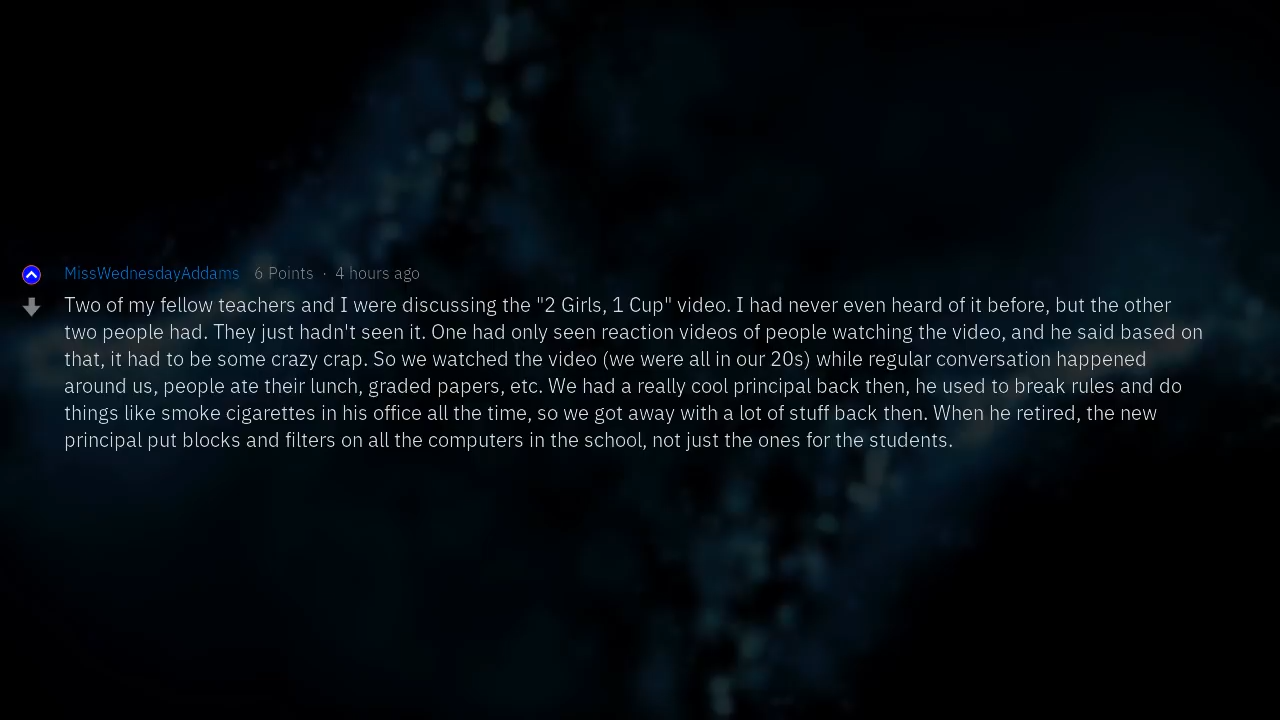 MissWednesdayAddams 6 Points · 4 hours ago
Two of my fellow teachers and I were discussing the "2 Girls, 1 Cup" video. I had never even heard of it before, but the other
two people had. They just hadn't seen it. One had only seen reaction videos of people watching the video, and he said based on
that, it had to be some crazy crap. So we watched the video (we were all in our 20s) while regular conversation happened
around us, people ate their lunch, graded papers, etc. We had a really cool principal back then, he used to break rules and do
things like smoke cigarettes in his office all the time, so we got away with a lot of stuff back then. When he retired, the new
principal put blocks and filters on all the computers in the school, not just the ones for the students.